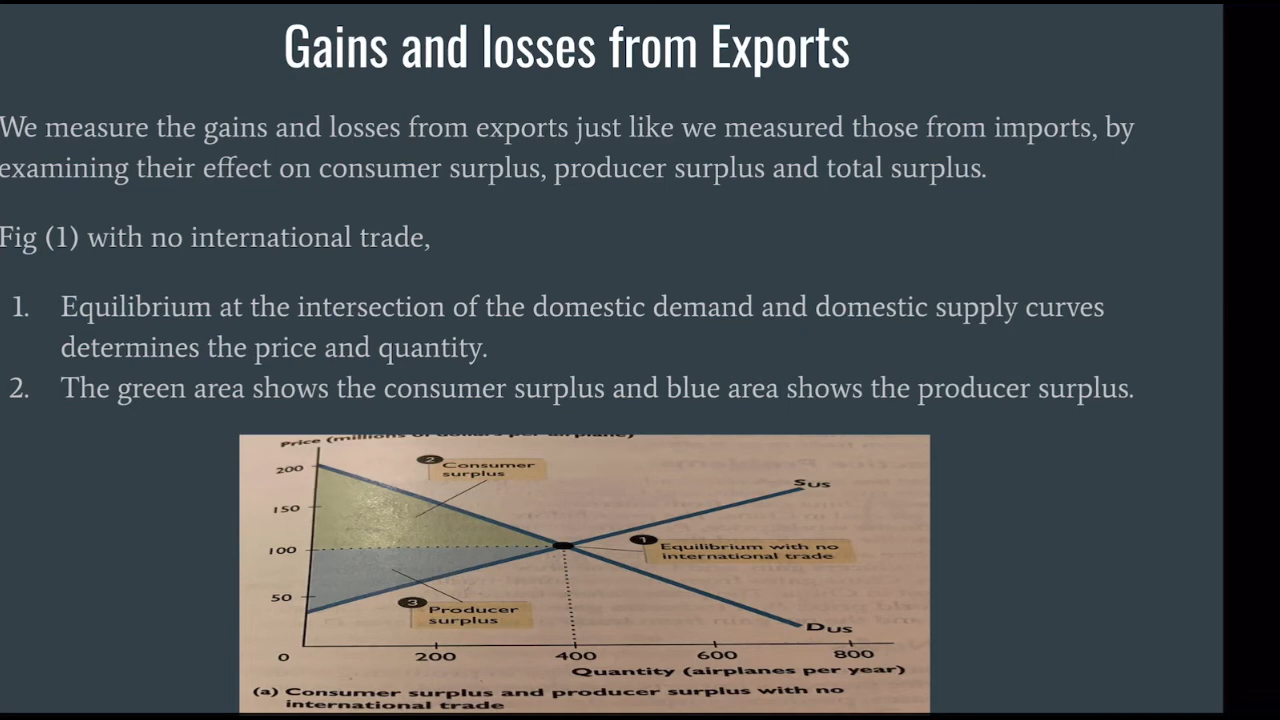 Gains and losses from Exports
We measure the gains and losses from exports just like we measured those from imports, by
examining their effect on consumer surplus, producer surplus and total surplus.
Fig (1) with no international trade,
1. Equilibrium at the intersection of the domestic demand and domestic supply curves
determines the price and quantity.
2. The green area shows the consumer surplus and blue area shows the producer surplus.
Price (millions of dollars per airplane)
200
2 Consumer
surplus
SUS
150
100
1 Equilibrium with no
international trade
50
3 Producer
surplus
DUS
0
200
400
600
800
Quantity (airplanes per year)
(a) Consumer surplus and producer surplus with no
international trade